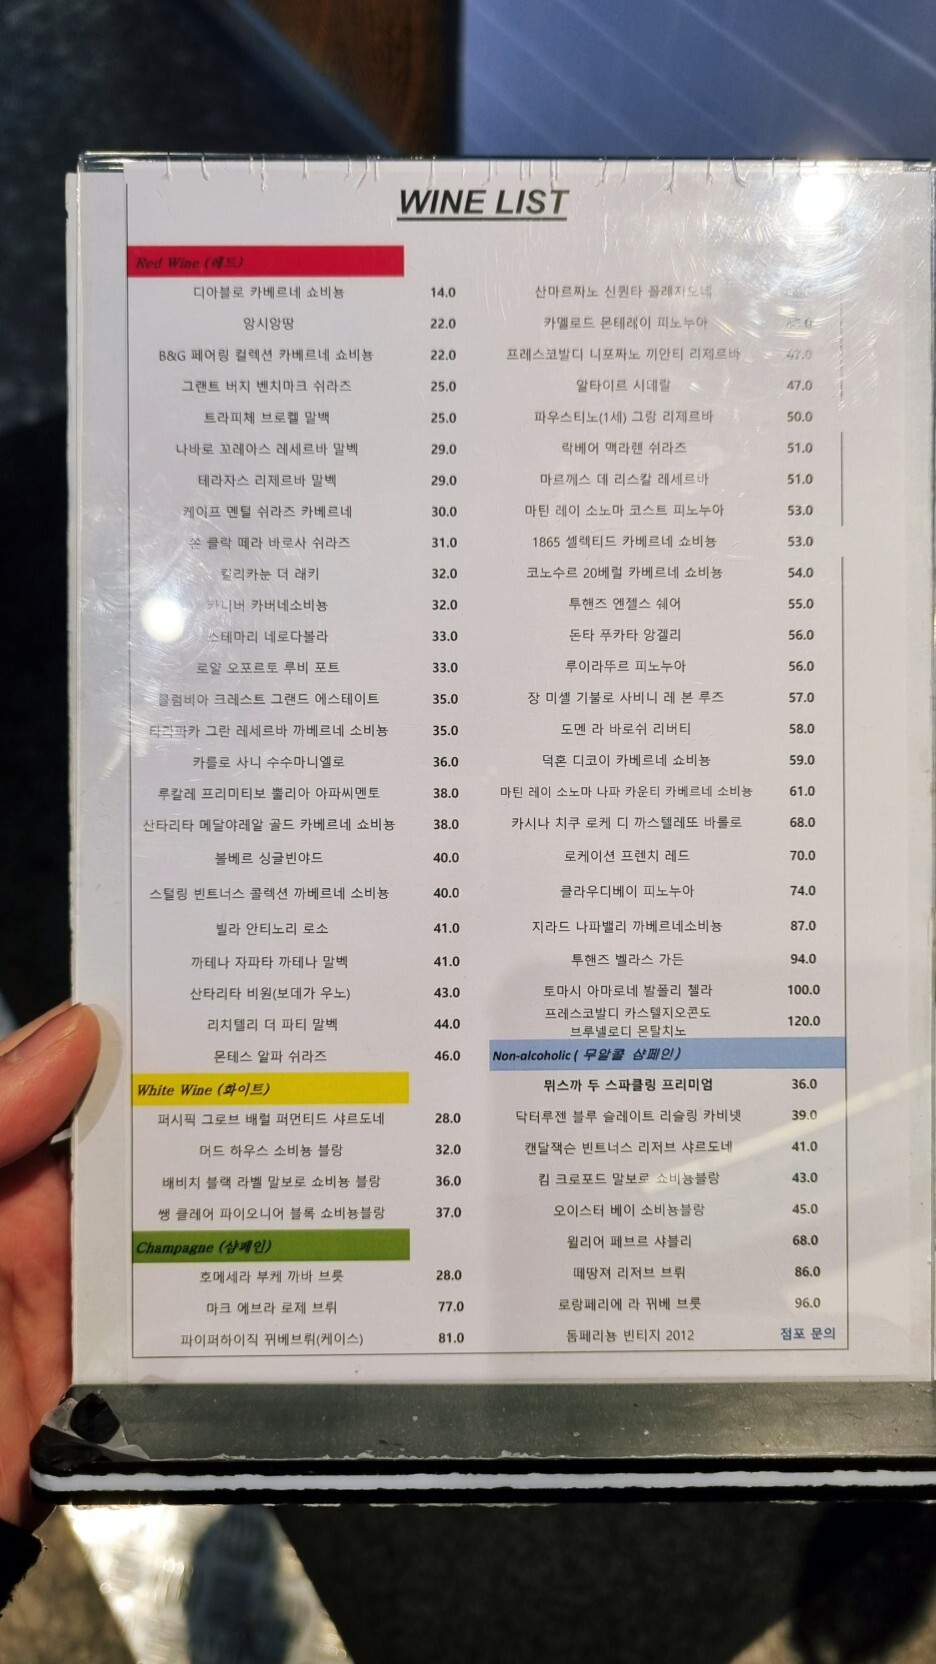 WINE LIST
Red Wine (레드)
디아블로 카베르네 쇼비뇽 14.0
앙시앙땅 22.0
B&G 페어링 컬렉션 카베르네 쇼비뇽 22.0
그랜트 버지 벤치마크 쉬라즈 25.0
트라피체 브로켈 말백 25.0
나바로 꼬레아스 레세르바 말벡 29.0
테라자스 리제르바 말벡 29.0
케이프 멘털 쉬라즈 카베르네 30.0
쏜 클락 떼라 바로사 쉬라즈 31.0
킬리카눈 더 래키 32.0
카니버 카버네소비뇽 32.0
스테마리 네로다볼라 33.0
로얄 오포르토 루비 포트 33.0
콜럼비아 크레스트 그랜드 에스테이트 35.0
타라파카 그란 레세르바 까베르네 소비뇽 35.0
카를로 사니 수수마니엘로 36.0
루칼레 프리미티보 뿔리아 아파씨멘토 38.0
산타리타 메달야레알 골드 카베르네 쇼비뇽 38.0
볼베르 싱글빈야드 40.0
스털링 빈트너스 콜렉션 까베르네 소비뇽 40.0
빌라 안티노리 로소 41.0
까테나 자파타 까테나 말벡 41.0
산타리타 비원(보데가 우노) 43.0
리치텔리 더 파티 말벡 44.0
몬테스 알파 쉬라즈 46.0
White Wine (화이트)
퍼시픽 그로브 배럴 퍼먼티드 샤르도네 28.0
머드 하우스 소비뇽 블랑 32.0
배비치 블랙 라벨 말보로 쇼비뇽 블랑 36.0
쌩 클레어 파이오니어 블록 쇼비뇽블랑 37.0
Champagne (샴페인)
호메세라 부케 까바 브룻 28.0
마크 에브라 로제 브뤼 77.0
파이퍼하이직 뀌베브뤼(케이스) 81.0
산마르짜노 신퀀타 꼴레지오네
카멜로드 몬테레이 피노누아
프레스코발디 니포짜노 끼안티 리제르바 47.0
알타이르 시데랄 47.0
파우스티노(1세) 그랑 리제르바 50.0
락베어 맥라렌 쉬라즈 51.0
마르께스 데 리스칼 레세르바 51.0
마틴 레이 소노마 코스트 피노누아 53.0
1865 셀렉티드 카베르네 쇼비뇽 53.0
코노수르 20베럴 카베르네 쇼비뇽 54.0
투핸즈 엔젤스 쉐어 55.0
돈타 푸카타 앙겔리 56.0
루이라뚜르 피노누아 56.0
장 미셸 기불로 사비니 레 본 루즈 57.0
도멘 라 바로쉬 리버티 58.0
덕혼 디코이 카베르네 쇼비뇽 59.0
마틴 레이 소노마 나파 카운티 카베르네 소비뇽 61.0
카시나 치쿠 로케 디 까스텔레또 바롤로 68.0
로케이션 프렌치 레드 70.0
클라우디베이 피노누아 74.0
지라드 나파밸리 까베르네소비뇽 87.0
투핸즈 벨라스 가든 94.0
토마시 아마로네 발폴리 첼라 100.0
프레스코발디 카스텔지오콘도
브루넬로디 몬탈치노 120.0
Non-alcoholic ( 무알콜 샴페인)
뮈스까 두 스파클링 프리미엄 36.0
닥터루젠 블루 슬레이트 리슬링 카비넷 39.0
캔달잭슨 빈트너스 리저브 샤르도네 41.0
킴 크로포드 말보로 쇼비뇽블랑 43.0
오이스터 베이 소비뇽블랑 45.0
윌리어 페브르 샤블리 68.0
떼땅져 리저브 브뤼 86.0
로랑페리에 라 뀌베 브룻 96.0
돔페리뇽 빈티지 2012 점포 문의